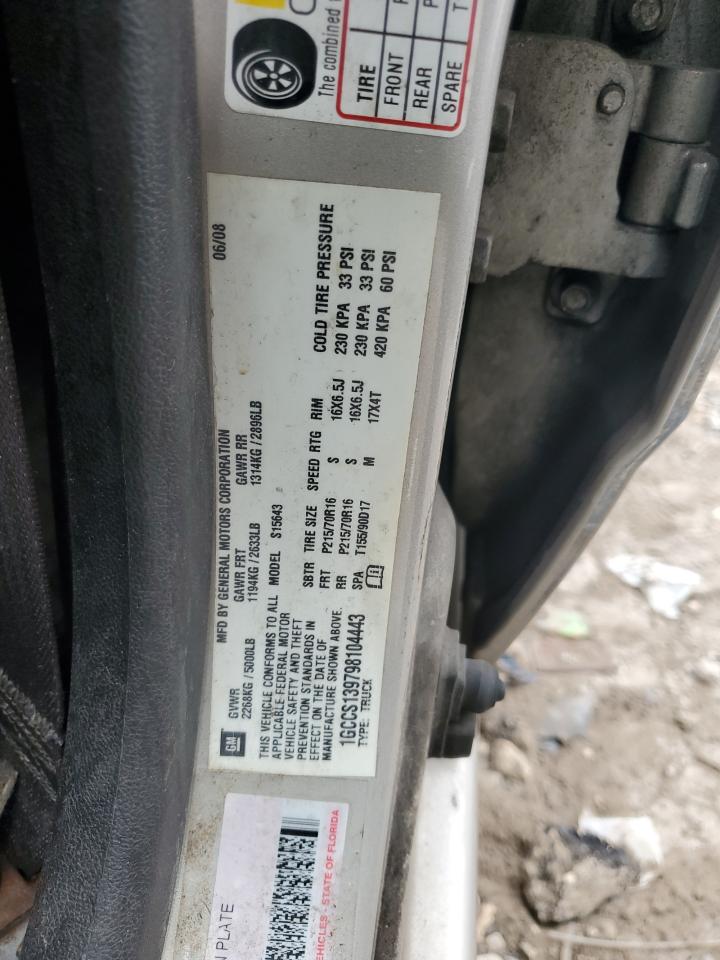 The combined
TIRE
FRONT
REAR
SPARE
06/08
MFD BY GENERAL MOTORS CORPORATION
GM
GVWR GAWR FRT GAWR RR
2268KG/5000LB 1194KG/2633LB 1314KG/2896LB
THIS VEHICLE CONFORMS TO ALL
APPLICABLE FEDERAL MOTOR
VEHICLE SAFETY AND THEFT
PREVENTION STANDARDS IN
EFFECT ON THE DATE OF
MANUFACTURE SHOWN ABOVE.
1GCCS139798104443
TYPE: TRUCK
MODEL S15643
SBTR TIRE SIZE SPEED RTG RIM COLD TIRE PRESSURE
FRT P215/70R16 S 16X6.5J 230 KPA 33 PSI
RR P215/70R16 S 16X6.5J 230 KPA 33 PSI
SPA T155/90D17 M 17X4T 420 KPA 60 PSI
PLATE
STATE OF FLORIDA